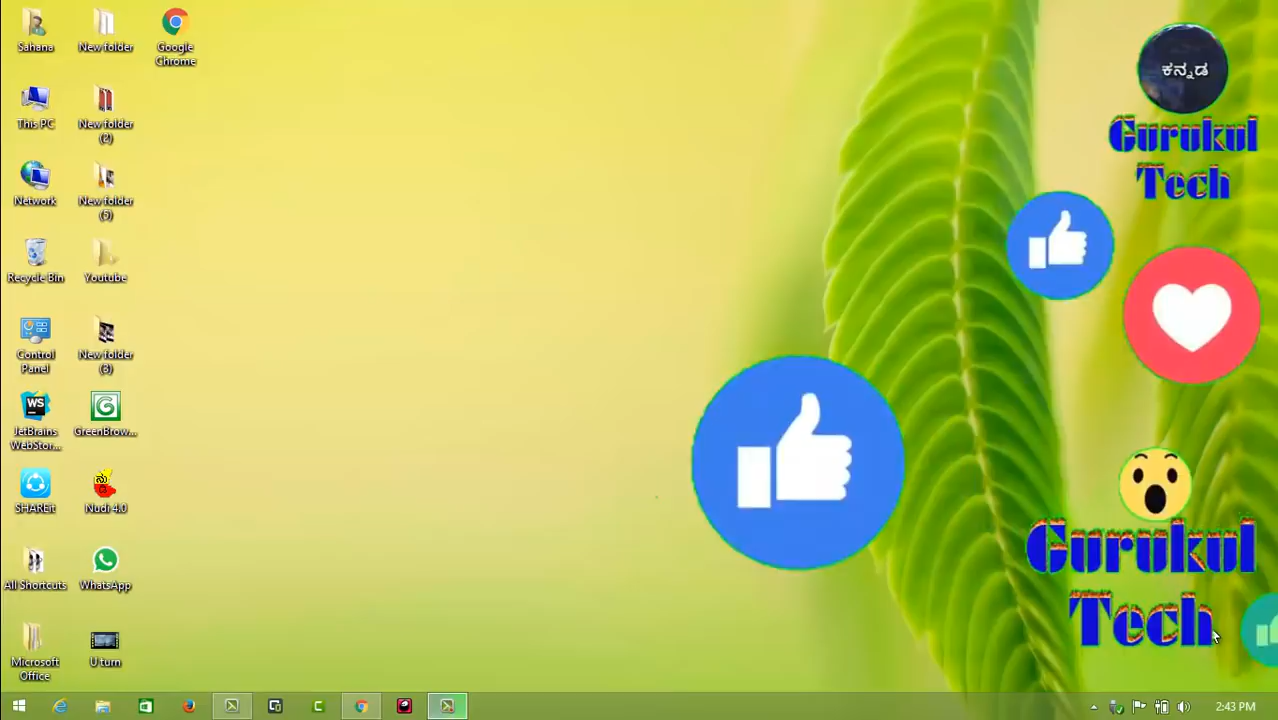 Sahana
New folder
Google
Chrome
This PC
New folder
(2)
Network
New folder
(5)
Recycle Bin
Youtube
Control
Panel
New folder
(3)
WS
JetBrains
WebStor...
G
GreenBrow...
SHAREit
ನುಡಿ
Nudi 4.0
All Shortcuts
WhatsApp
Microsoft
Office
U turn
ಕನ್ನಡ
Gurukul
Tech
Gurukul
Tech
2:43 PM